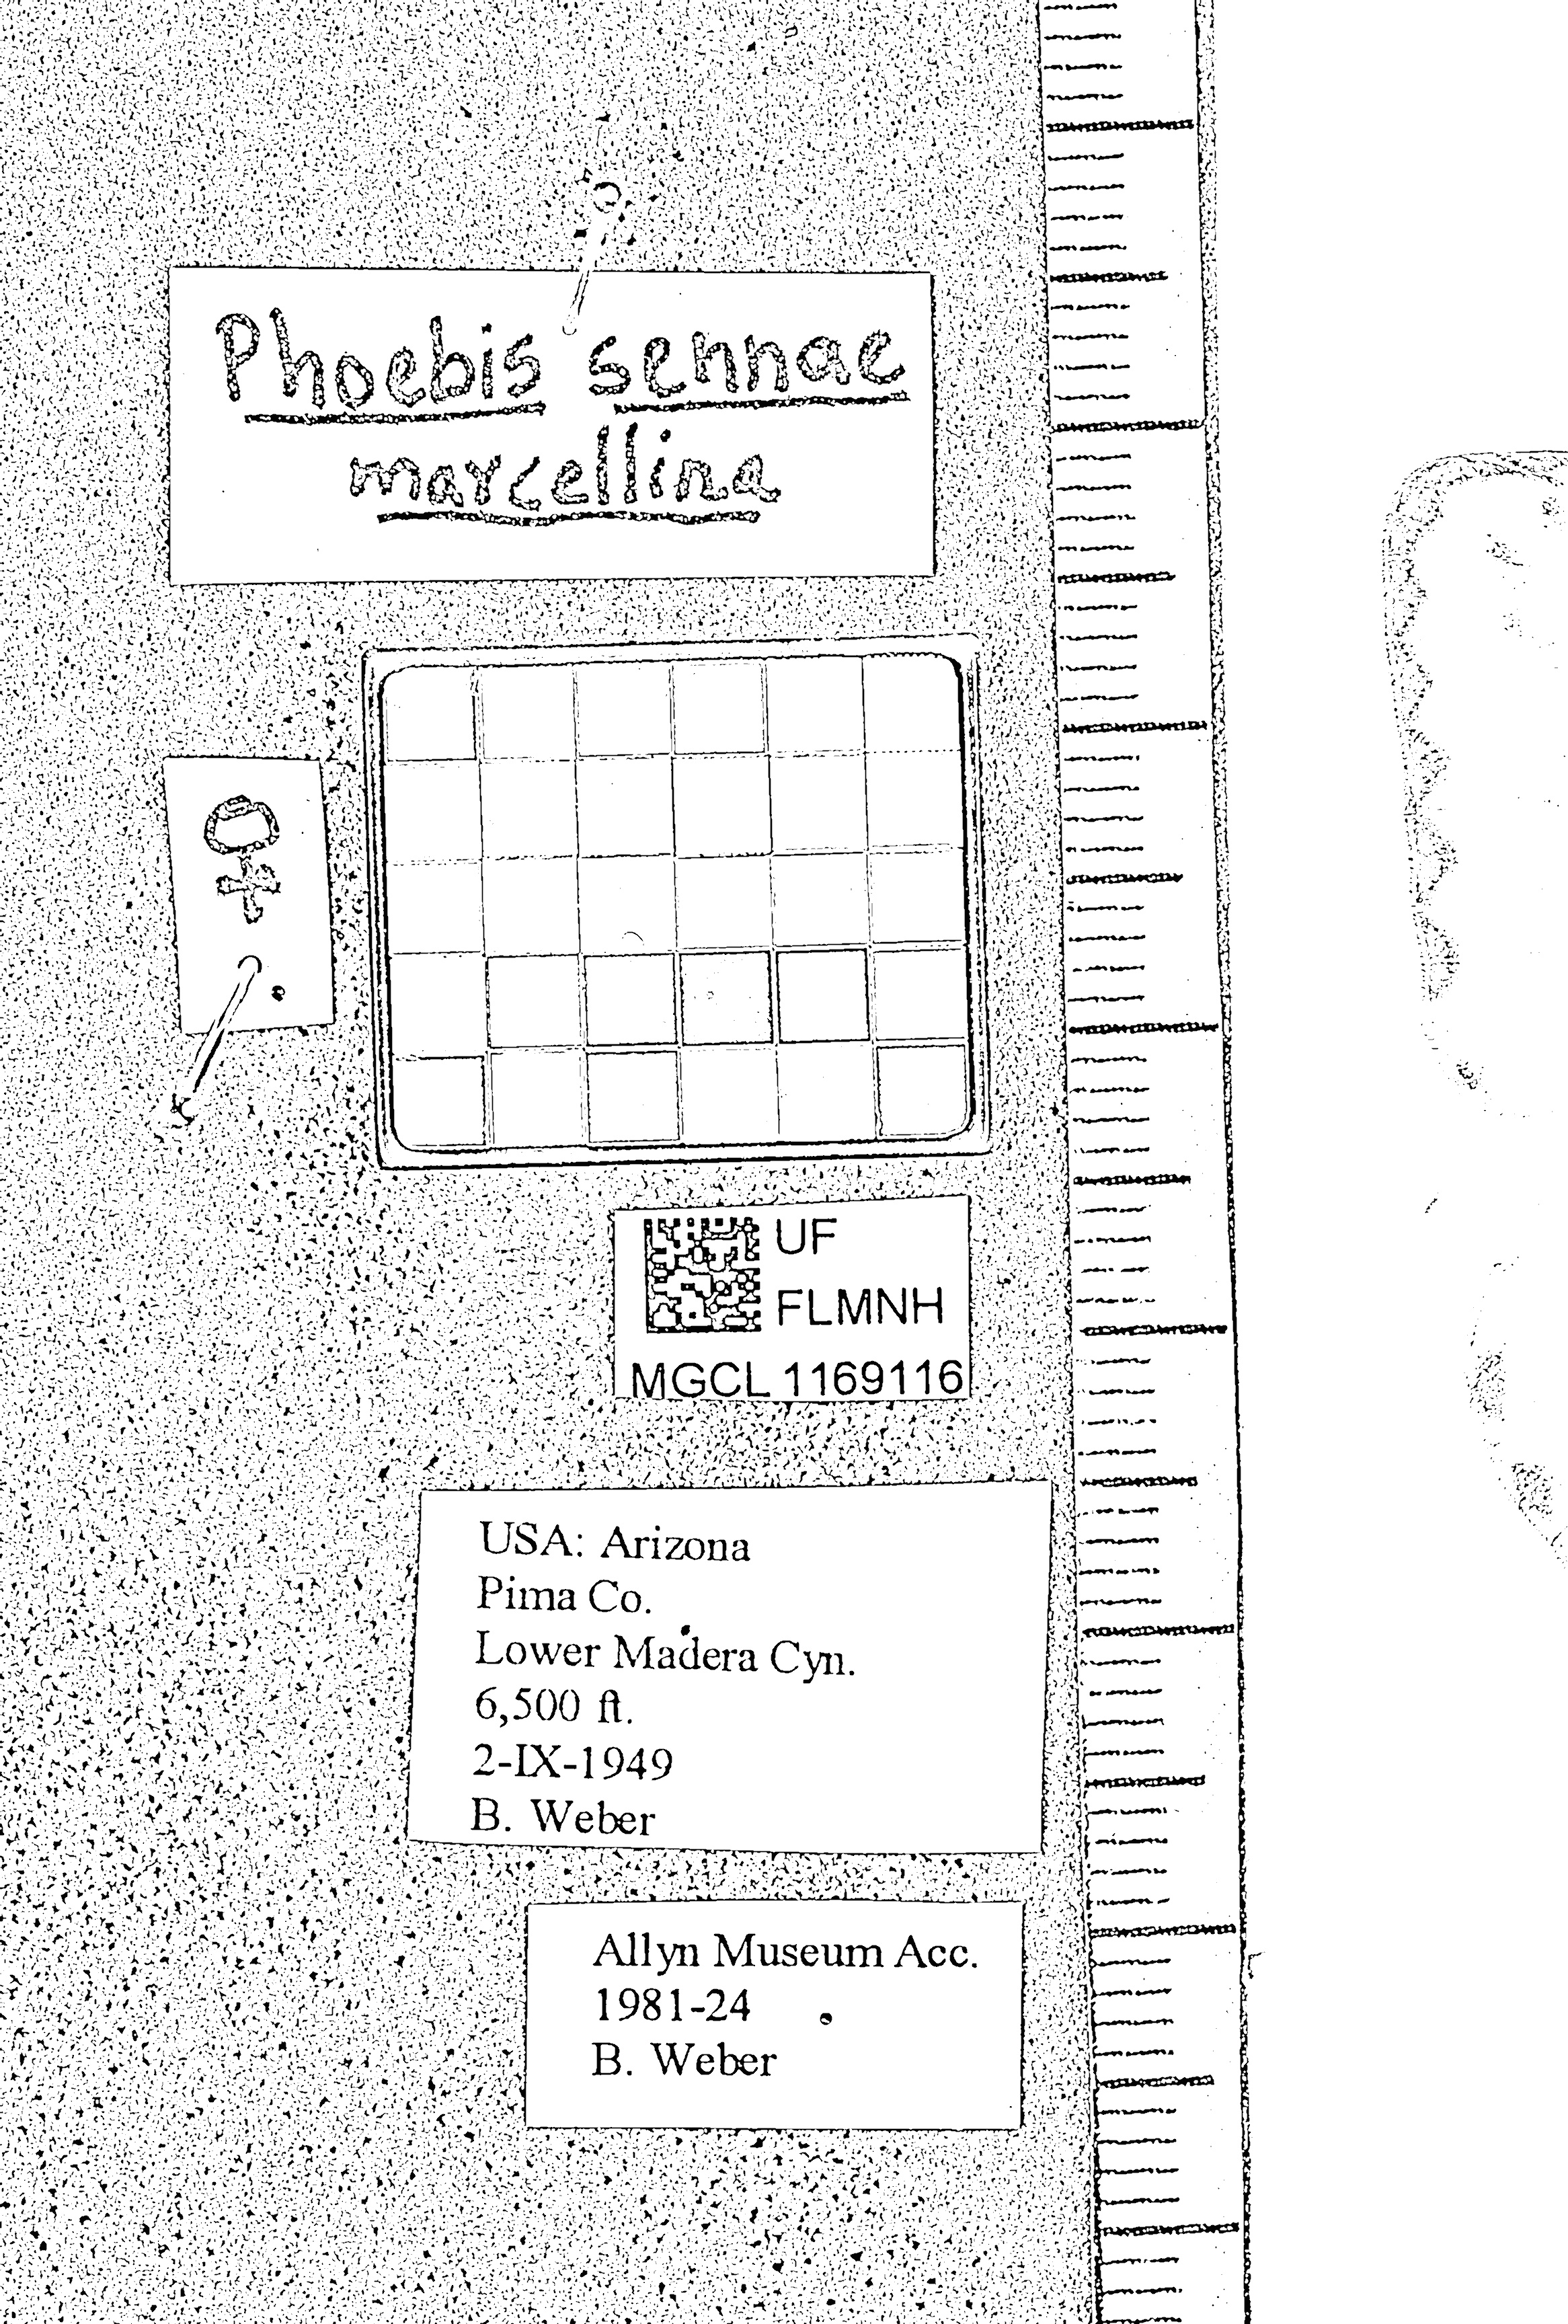 Phoebis sennae
marcellina
♀
UF
FLMNH
MGCL 1169116
USA: Arizona
Pima Co.
Lower Madera Cyn.
6,500 ft.
2-IX-1949
B. Weber
Allyn Museum Acc.
1981-24
B. Weber